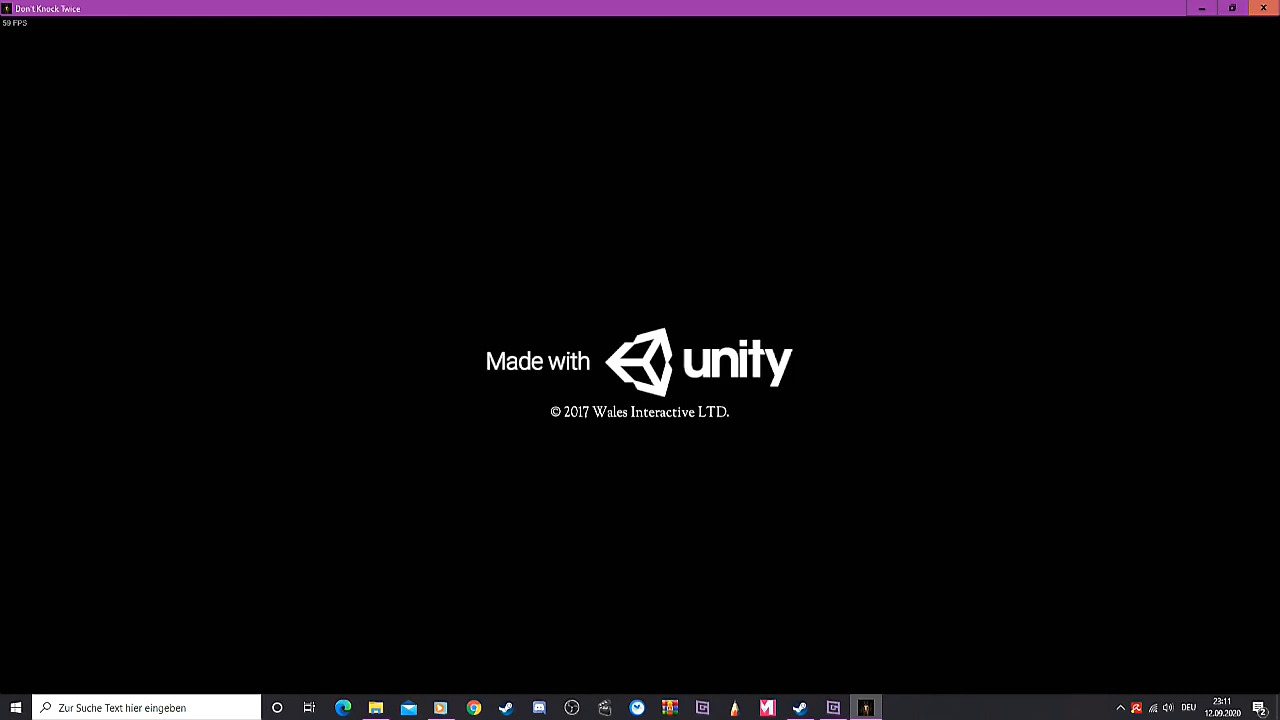 Don't Knock Twice
59 FPS
Made with unity
© 2017 Wales Interactive LTD.
Zur Suche Text hier eingeben
DEU
23:11
12.09.2020
2